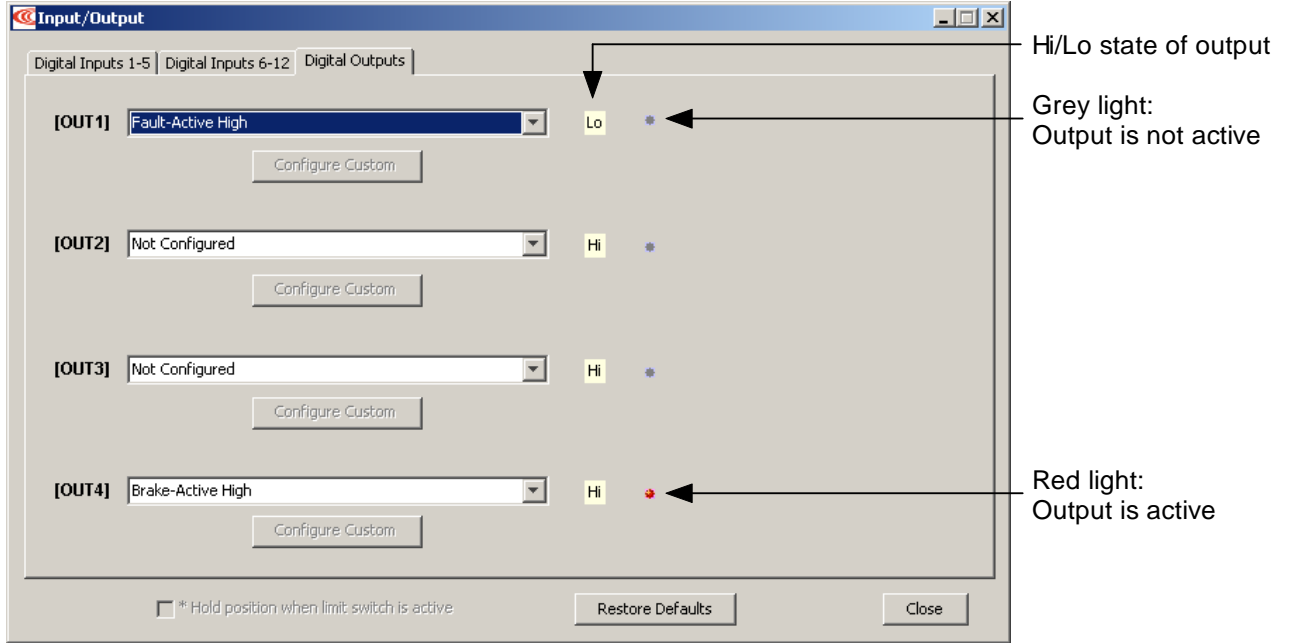 Input/Output
Digital Inputs 1-5 Digital Inputs 6-12 Digital Outputs
Hi/Lo state of output
[OUT1] Fault-Active High Lo
Grey light:
Output is not active
Configure Custom
[OUT2] Not Configured Hi
Configure Custom
[OUT3] Not Configured Hi
Configure Custom
[OUT4] Brake-Active High Hi
Red light:
Output is active
Configure Custom
* Hold position when limit switch is active Restore Defaults Close